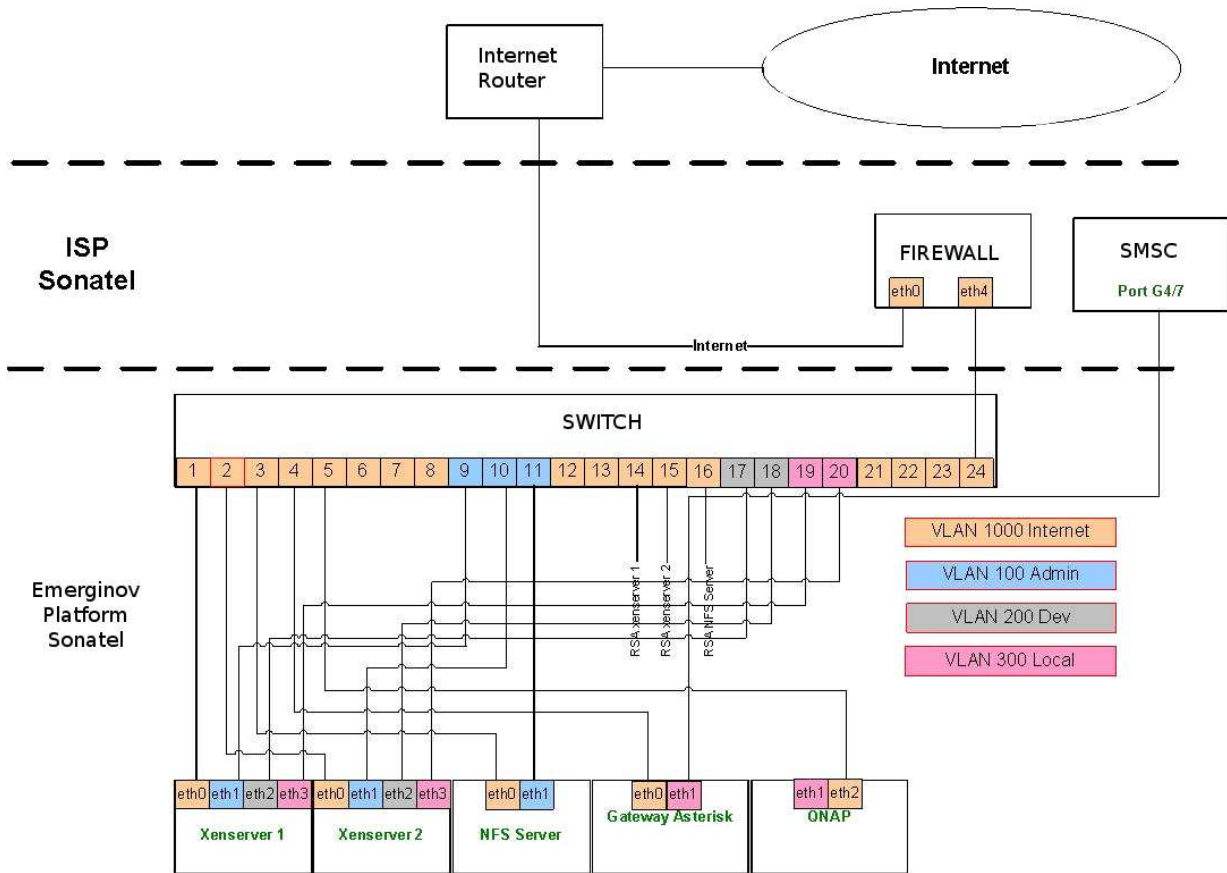 Internet
Router
Internet
ISP
Sonatel
FIREWALL
eth0
eth4
SMSC
Port G4/7
Internet
SWITCH
1 2 3 4 5 6 7 8 9 10 11 12 13 14 15 16 17 18 19 20 21 22 23 24
Emerginov
Platform
Sonatel
RSA xenserver 1
RSA xenserver 2
RSA NFS Server
VLAN 1000 Internet
VLAN 100 Admin
VLAN 200 Dev
VLAN 300 Local
eth0 eth1 eth2 eth3
Xenserver 1
eth0 eth1 eth2 eth3
Xenserver 2
eth0 eth1
NFS Server
eth0 eth1
Gateway Asterisk
eth1 eth2
QNAP